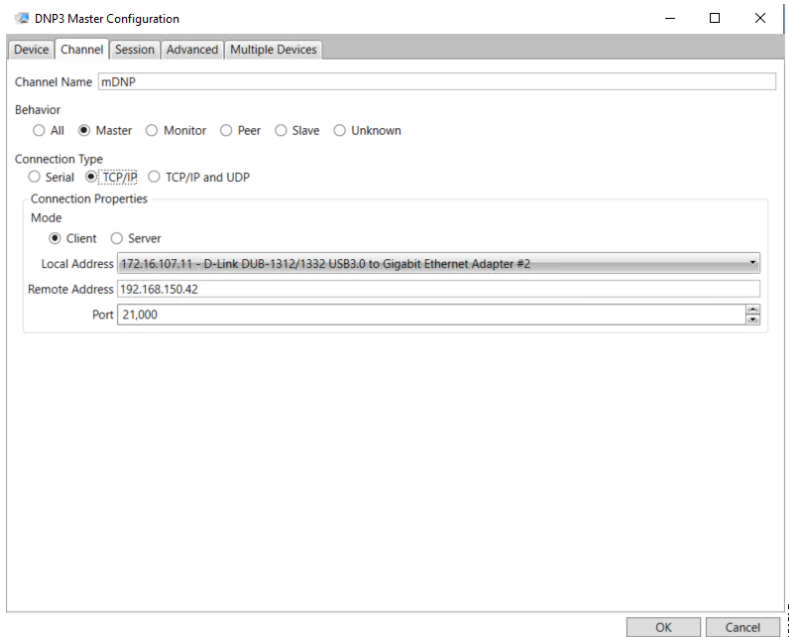 DNP3 Master Configuration
Device Channel Session Advanced Multiple Devices
Channel Name mDNP
Behavior
All Master Monitor Peer Slave Unknown
Connection Type
Serial TCP/IP TCP/IP and UDP
Connection Properties
Mode
Client Server
Local Address 172.16.107.11 - D-Link DUB-1312/1332 USB3.0 to Gigabit Ethernet Adapter #2
Remote Address 192.168.150.42
Port 21,000
OK Cancel